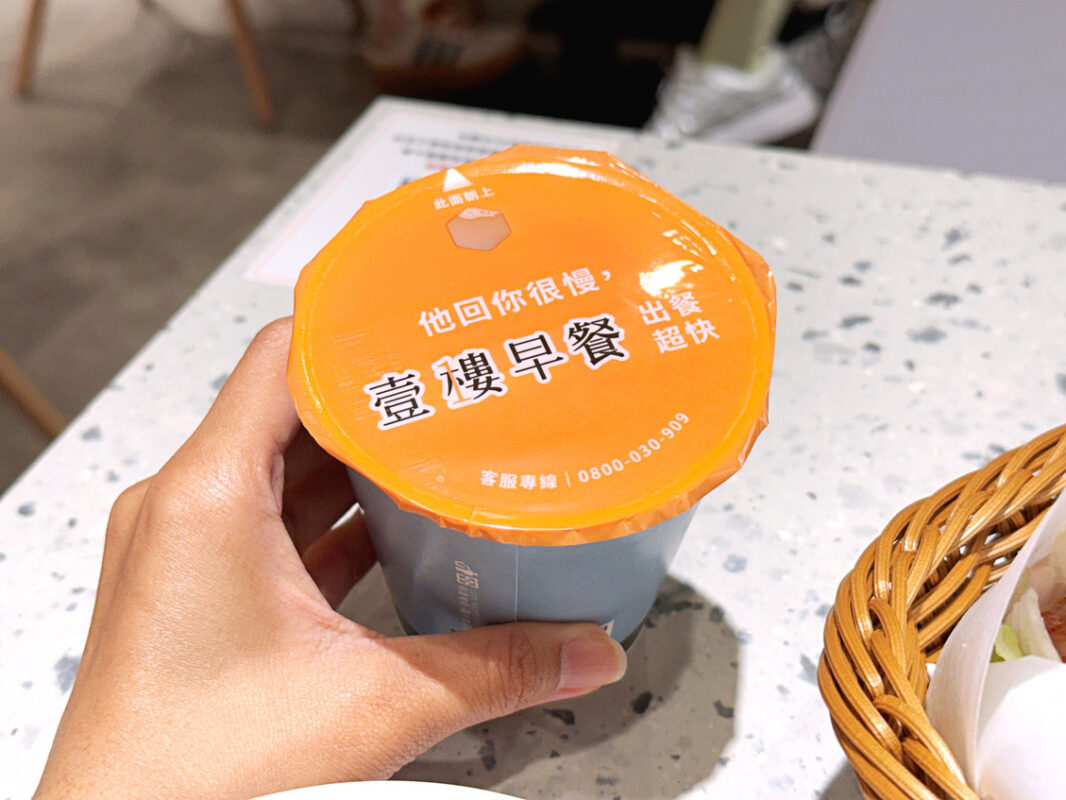 此面朝上
他回你很慢,
壹樓早餐
出餐
超快
客服專線 | 0800-030-909